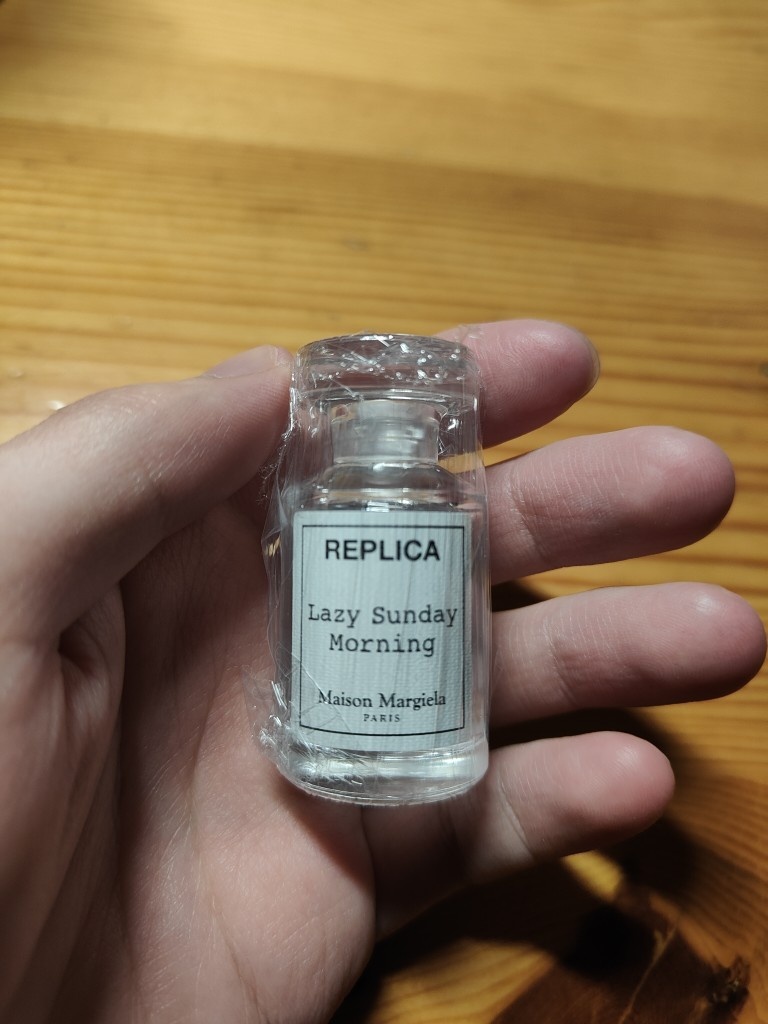 REPLICA
Lazy Sunday
Morning
Maison Margiela
PARIS